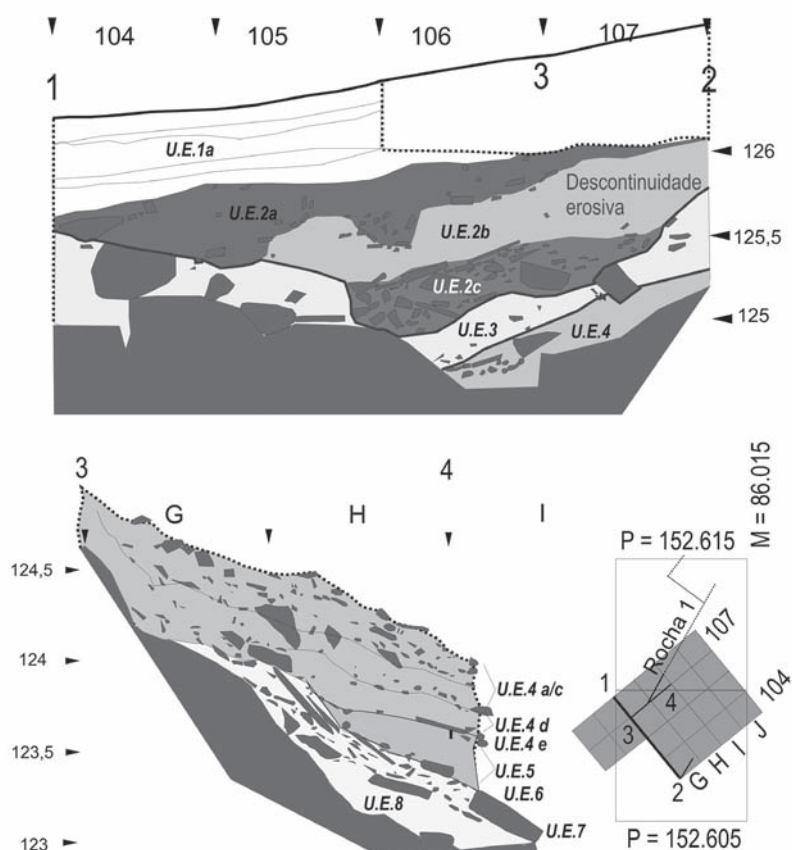 104 105 106 107
1 3 2
U.E.1a
126
Descontinuidade
erosiva
U.E.2a
U.E.2b
125,5
U.E.2c
U.E.3
U.E.4
125
3 4
G H I
124,5
124
123,5
123
U.E.4 a/c
U.E.4 d
U.E.4 e
U.E.5
U.E.6
U.E.8
U.E.7
M = 86.015
P = 152.615
Rocha 1
107
104
1
4
3
2
G H I J
P = 152.605